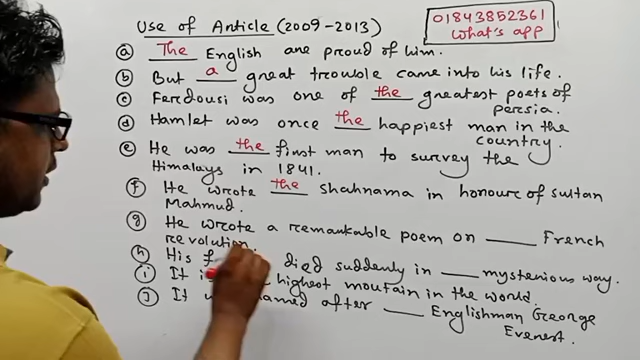 Use of Article (2009-2013)
01843852361
What's app
(a) The English are proud of him.
(b) But a great trouble came into his life.
(c) Ferdousi was one of the greatest poets of
persia.
(d) Hamlet was once the happiest man in the
country.
(e) He was the first man to survey the
Himalays in 1841.
(f) He wrote the shahnama in honour of sultan
Mahmud.
(g) He wrote a remarkable poem on ___ French
revolution.
(h) His died suddenly in ___ mysterious way.
(i) It highest moutain in the world.
(j) It named after ___ Englishman George
Everest.